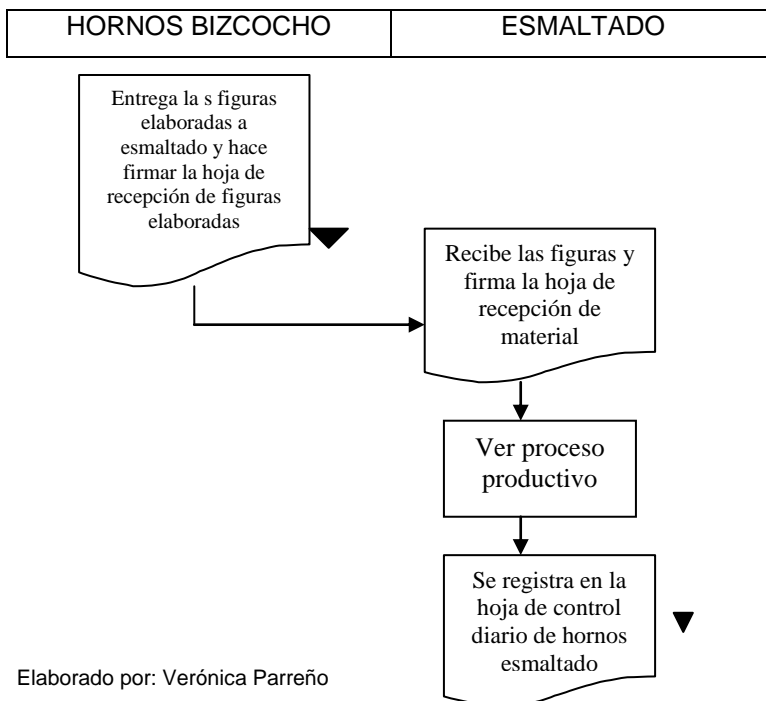 HORNOS BIZCOCHO
ESMALTADO
Entrega la s figuras
elaboradas a
esmaltado y hace
firmar la hoja de
recepción de figuras
elaboradas
Recibe las figuras y
firma la hoja de
recepción de
material
Ver proceso
productivo
Se registra en la
hoja de control
diario de hornos
esmaltado
Elaborado por: Verónica Parreño